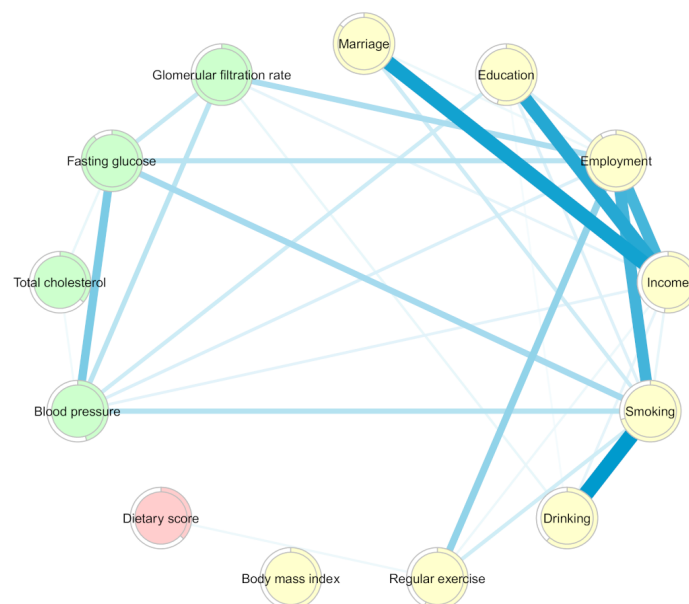 Marriage
Education
Glomerular filtration rate
Fasting glucose
Employment
Total cholesterol
Income
Blood pressure
Smoking
Dietary score
Drinking
Body mass index
Regular exercise